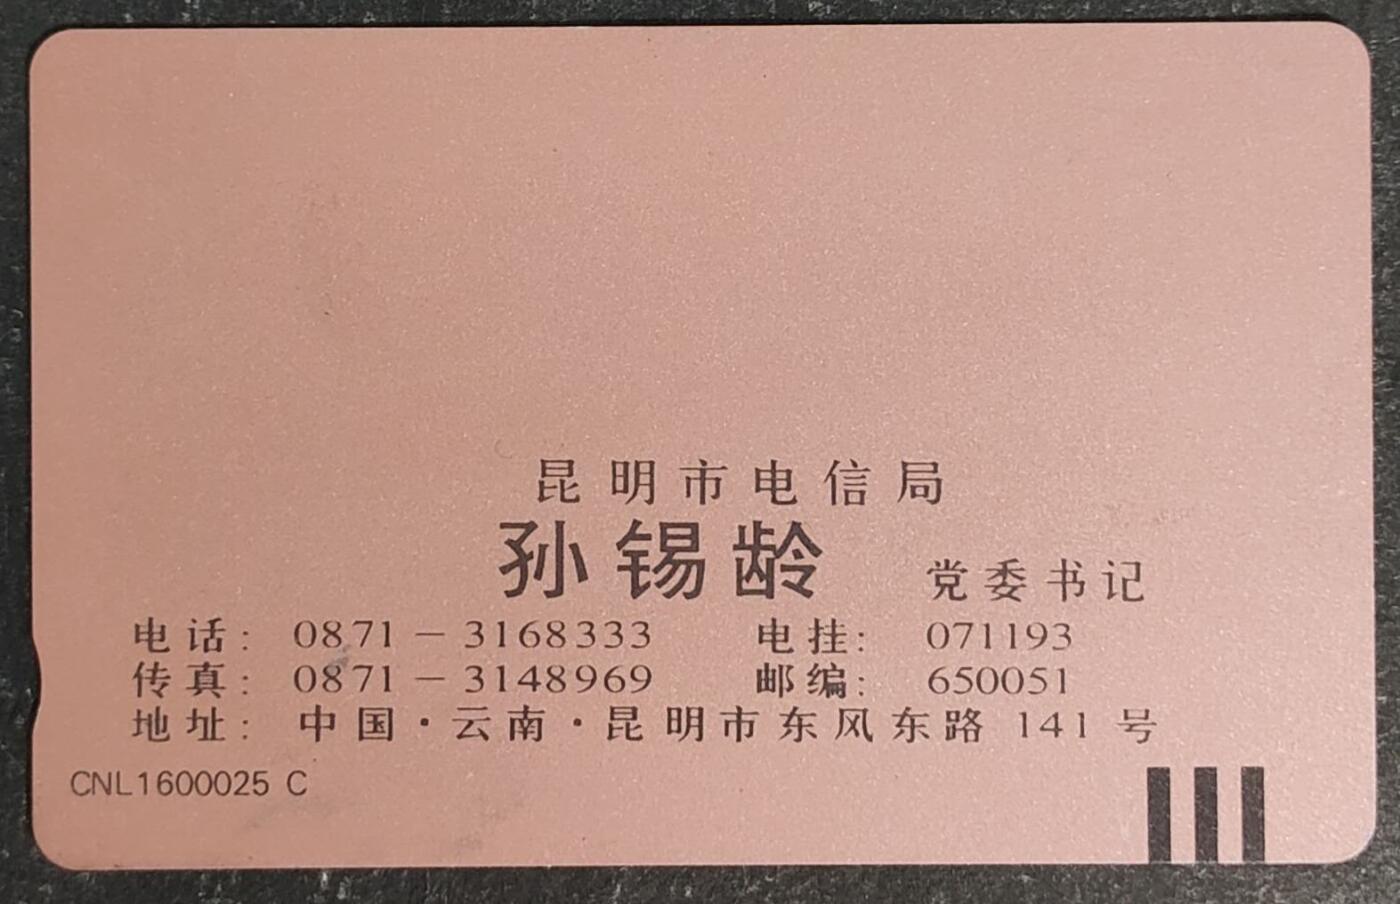 昆明市电信局
孙锡龄 党委书记
电话: 0871-3168333 电挂: 071193
传真: 0871-3148969 邮编: 650051
地址: 中国·云南·昆明市东风东路 141 号
CNL1600025 C